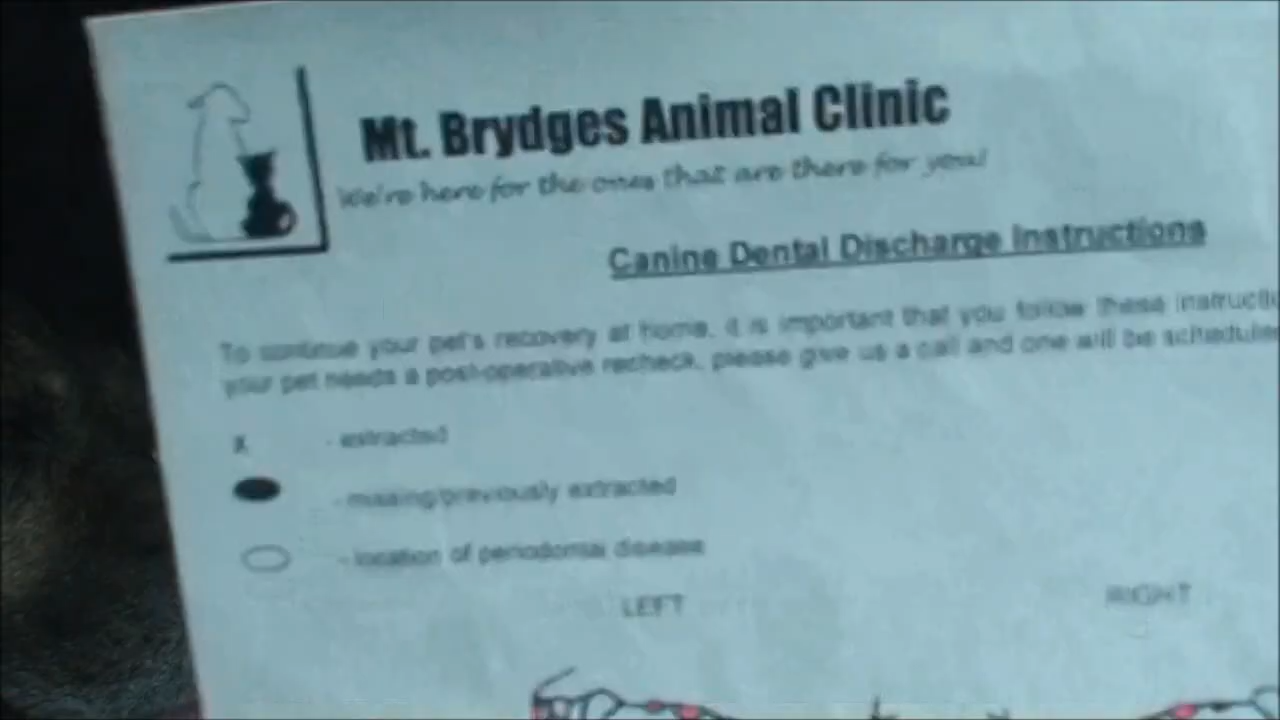 Mt. Brydges Animal Clinic
We're here for the ones that are there for you!
Canine Dental Discharge Instructions
To continue your pet's recovery at home, it is important that you follow these instructi
your pet needs a post-operative recheck, please give us a call and one will be schedule
x - extracted
- missing/previously extracted
- location of periodontal disease
LEFT RIGHT